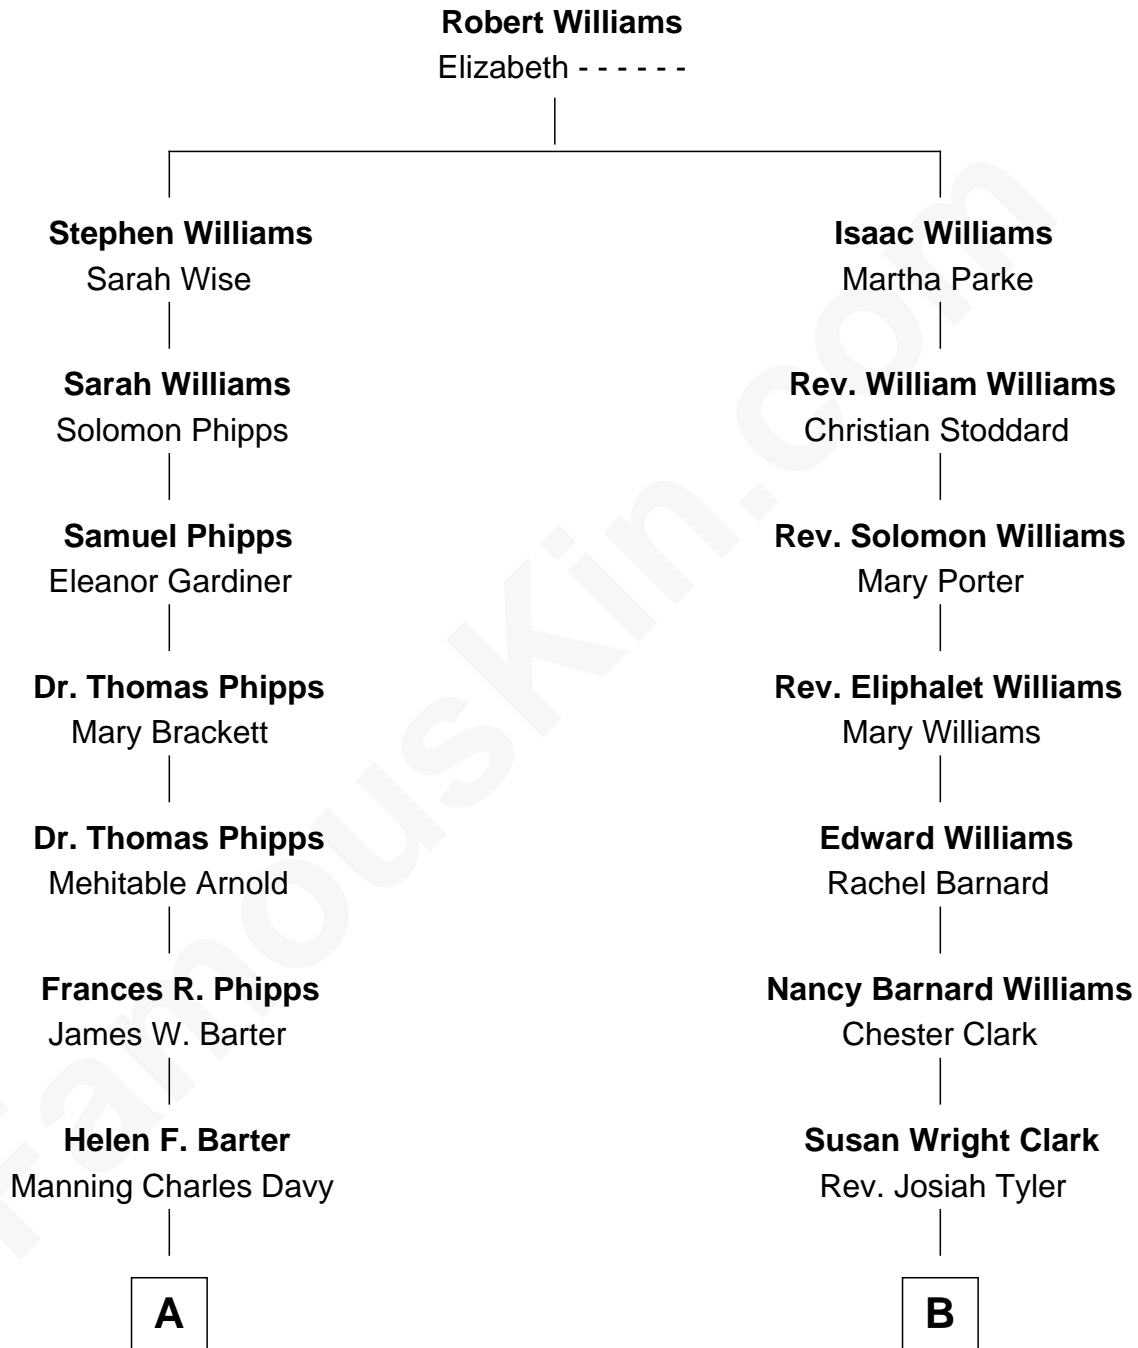 Robert Williams
Elizabeth - - - - - -
Stephen Williams
Sarah Wise
Isaac Williams
Martha Parke
Sarah Williams
Solomon Phipps
Rev. William Williams
Christian Stoddard
Samuel Phipps
Eleanor Gardiner
Rev. Solomon Williams
Mary Porter
Dr. Thomas Phipps
Mary Brackett
Rev. Eliphalet Williams
Mary Williams
Dr. Thomas Phipps
Mehitable Arnold
Edward Williams
Rachel Barnard
Frances R. Phipps
James W. Barter
Nancy Barnard Williams
Chester Clark
Helen F. Barter
Manning Charles Davy
Susan Wright Clark
Rev. Josiah Tyler
A
B
FamousKin.com